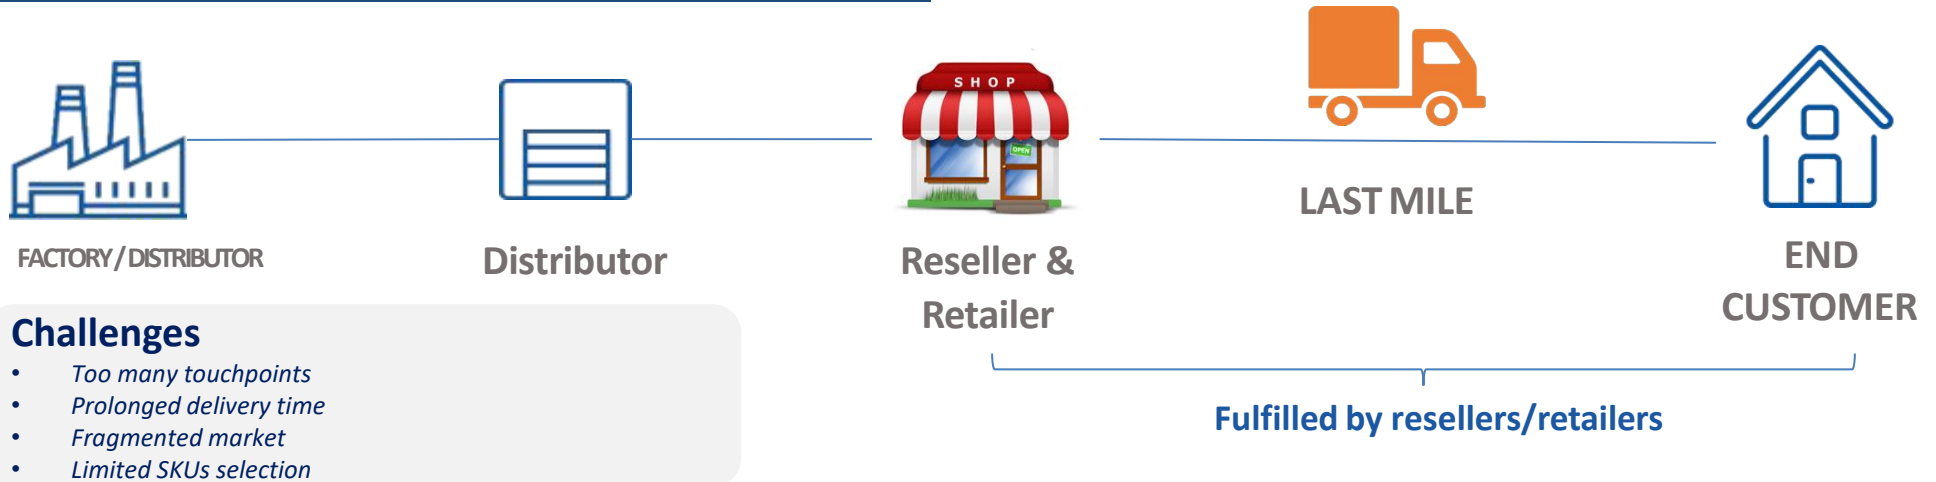 SHOP
OPEN
LAST MILE
FACTORY / DISTRIBUTOR
Distributor
Reseller &
Retailer
END
CUSTOMER
Challenges
• Too many touchpoints
• Prolonged delivery time
• Fragmented market
• Limited SKUs selection
Fulfilled by resellers/retailers